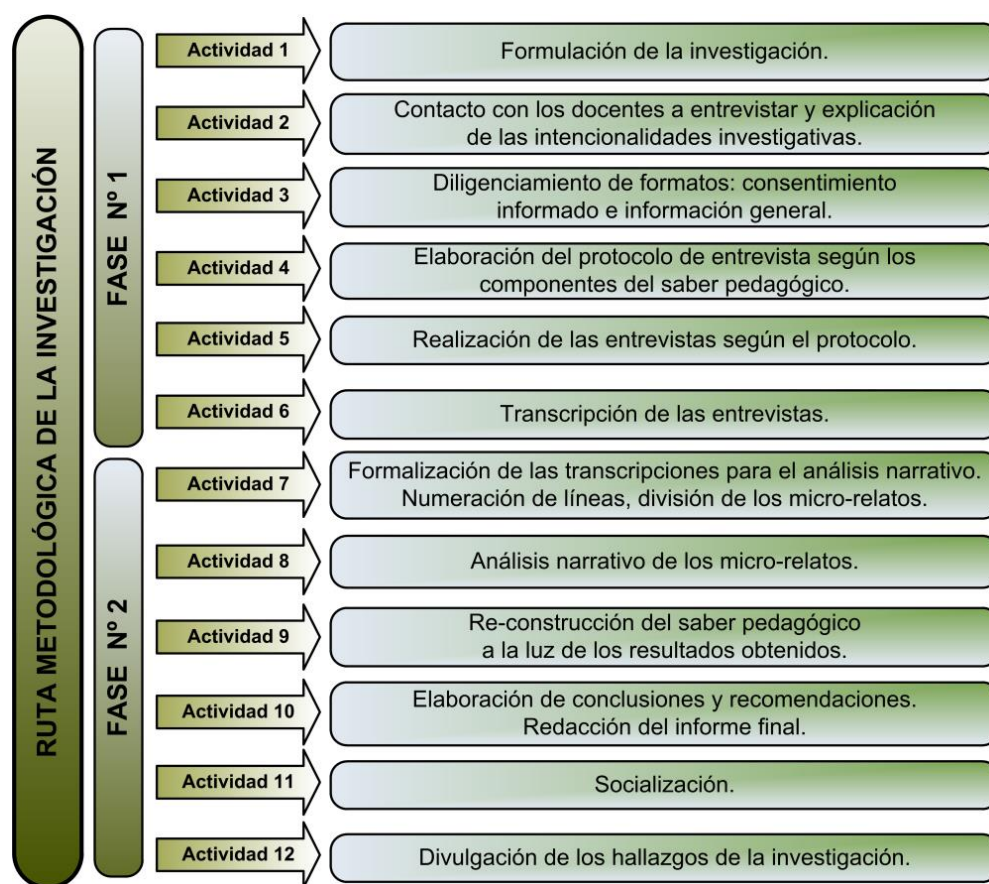 RUTA METODOLÓGICA DE LA INVESTIGACIÓN
FASE Nº 1
Actividad 1
Formulación de la investigación.
Actividad 2
Contacto con los docentes a entrevistar y explicación
de las intencionalidades investigativas.
Actividad 3
Diligenciamiento de formatos: consentimiento
informado e información general.
Actividad 4
Elaboración del protocolo de entrevista según los
componentes del saber pedagógico.
Actividad 5
Realización de las entrevistas según el protocolo.
Actividad 6
Transcripción de las entrevistas.
FASE Nº 2
Actividad 7
Formalización de las transcripciones para el análisis narrativo.
Numeración de líneas, división de los micro-relatos.
Actividad 8
Análisis narrativo de los micro-relatos.
Actividad 9
Re-construcción del saber pedagógico
a la luz de los resultados obtenidos.
Actividad 10
Elaboración de conclusiones y recomendaciones.
Redacción del informe final.
Actividad 11
Socialización.
Actividad 12
Divulgación de los hallazgos de la investigación.